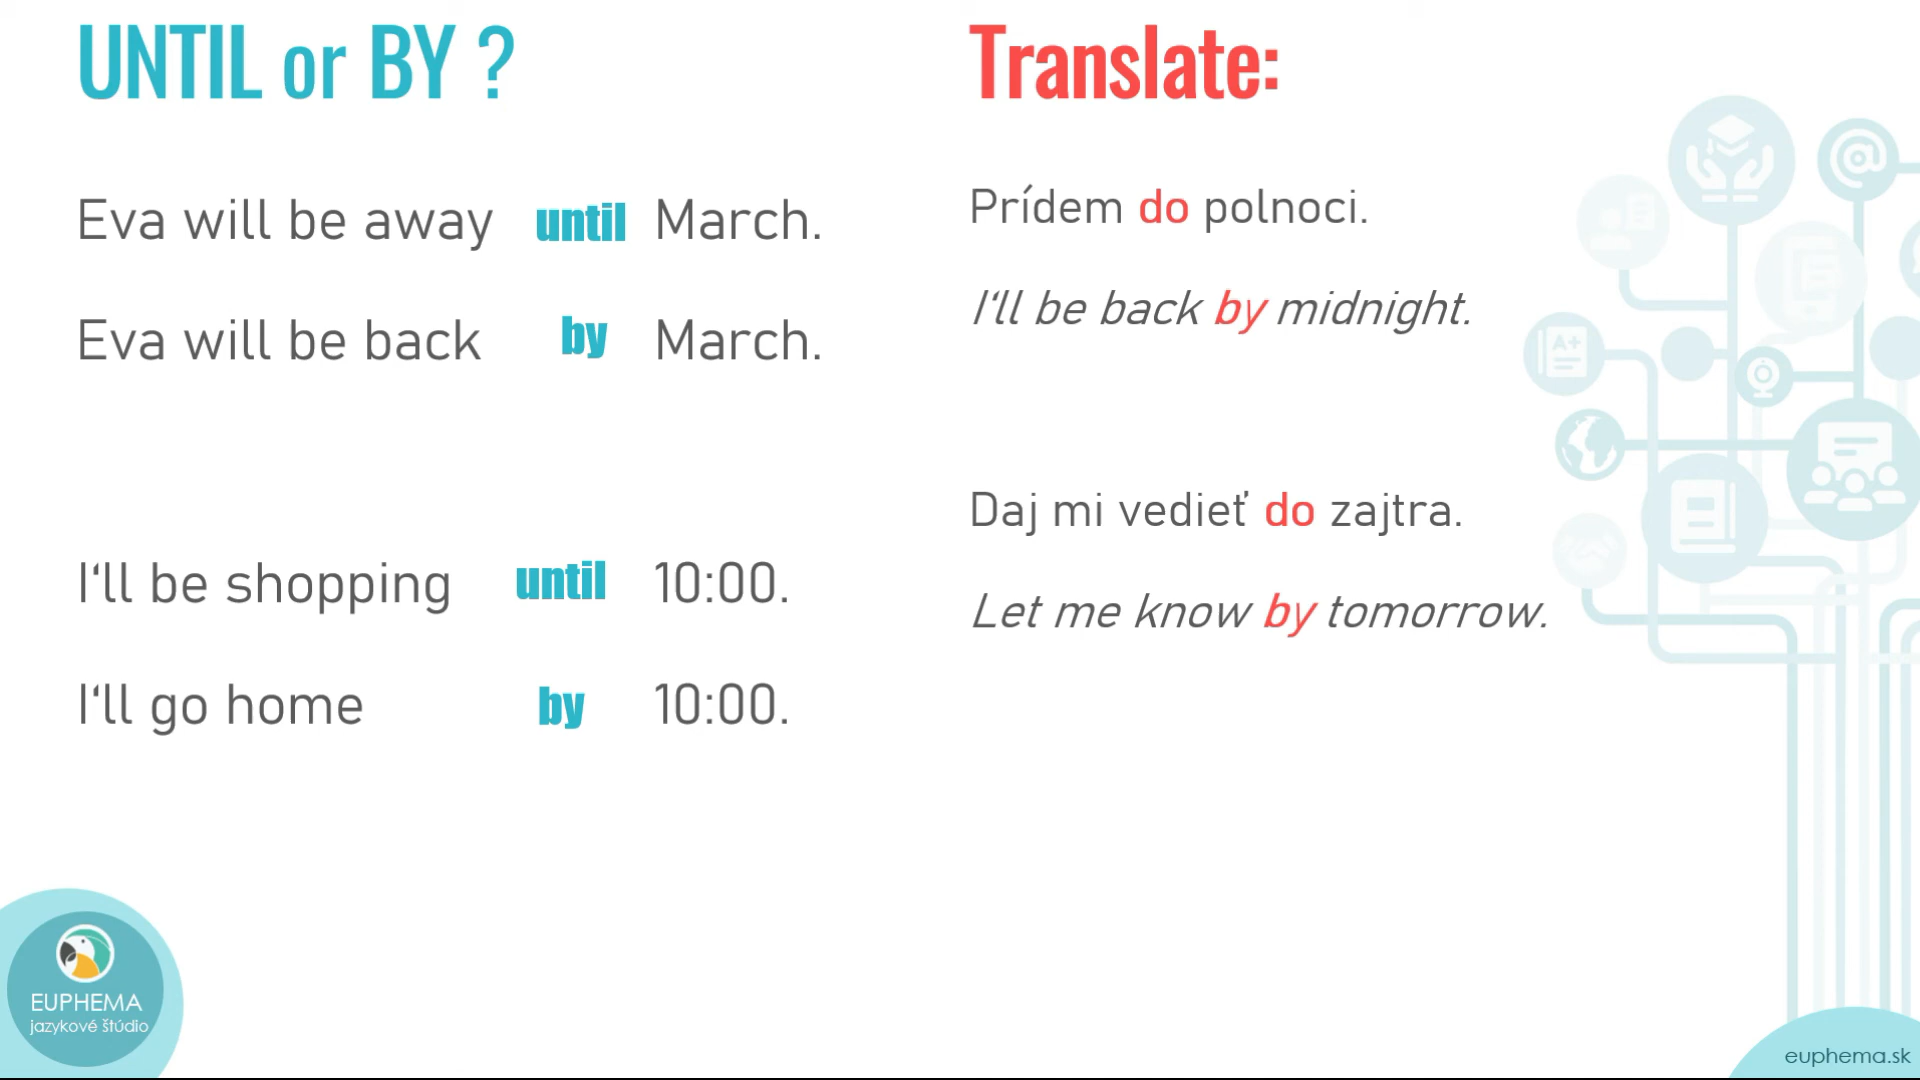 UNTIL or BY ?
Eva will be away until March.
Eva will be back by March.
I‘ll be shopping until 10:00.
I‘ll go home by 10:00.
Translate:
Prídem do polnoci.
I‘ll be back by midnight.
Daj mi vedieť do zajtra.
Let me know by tomorrow.
A+
@
EUPHEMA
jazykové štúdio
euphema.sk